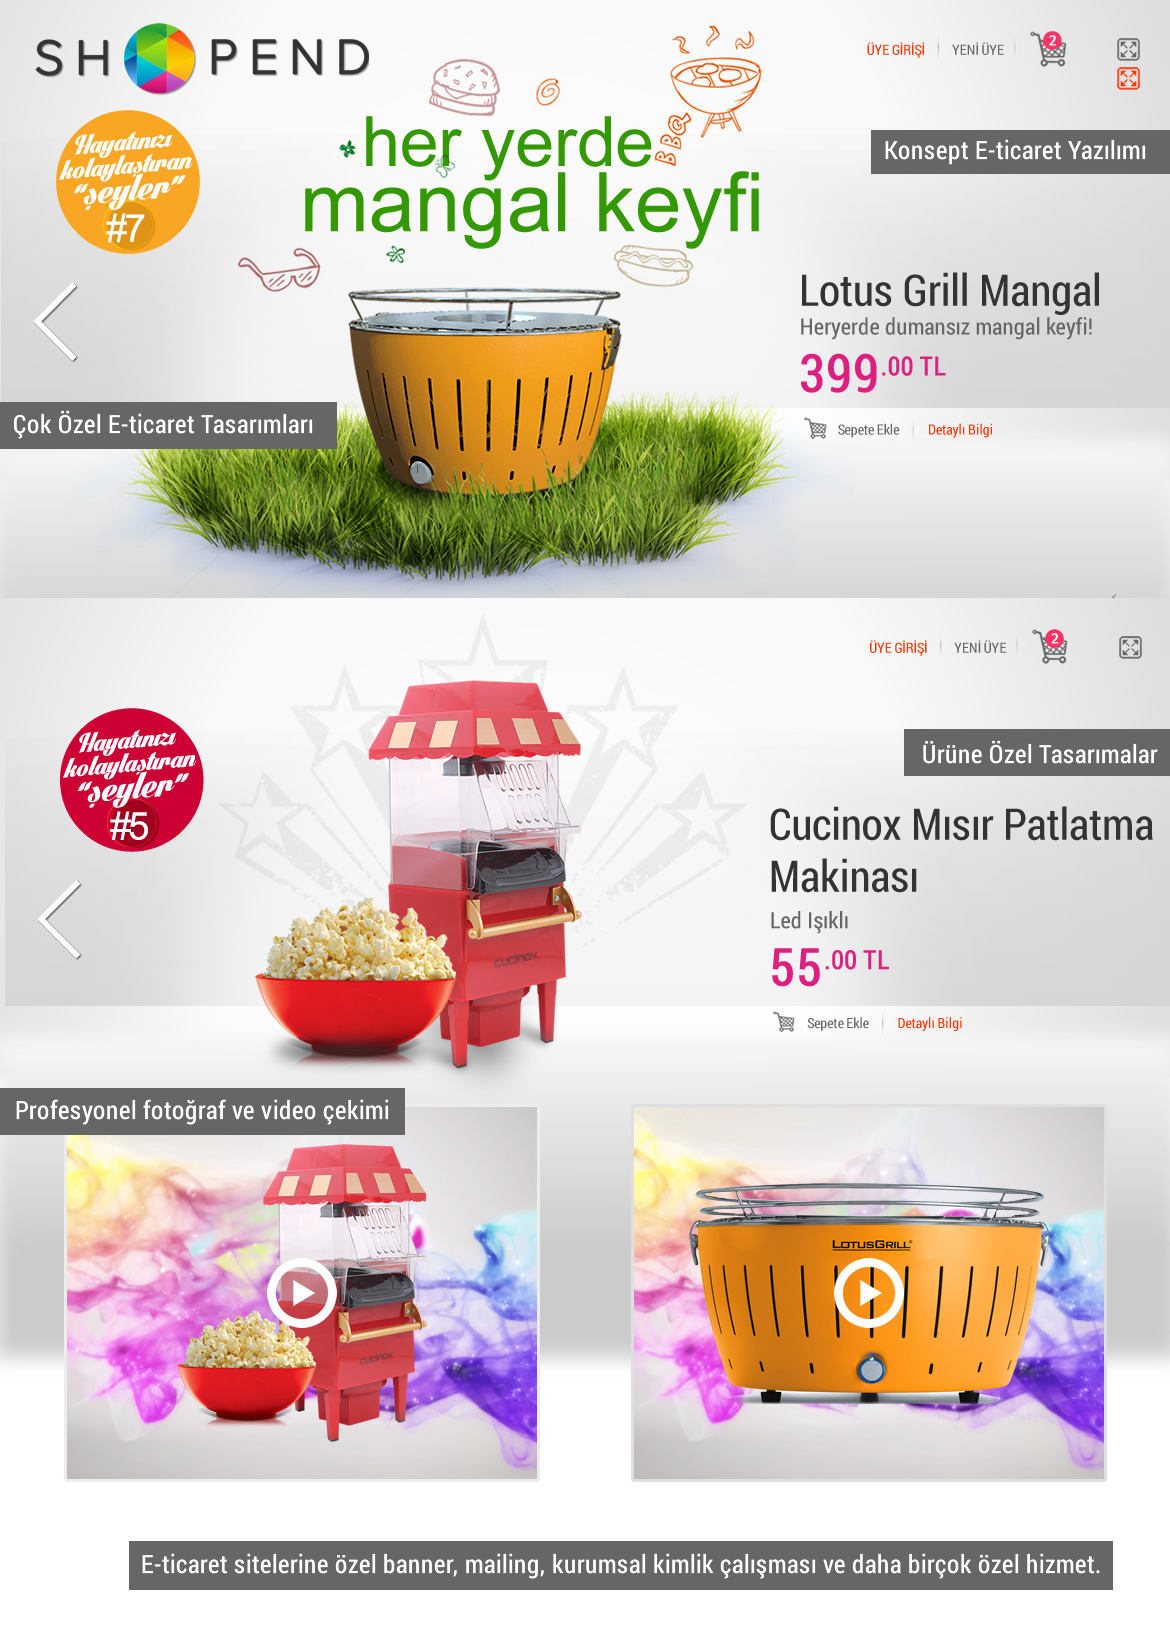 SHOPEND
ÜYE GİRİŞİ
YENİ ÜYE
2
Hayatınızı
kolaylaştıran
“şeyler”
#7
her yerde
mangal keyfi
BBQ
Konsept E-ticaret Yazılımı
Lotus Grill Mangal
Heryerde dumansız mangal keyfi!
399.00 TL
Sepete Ekle
Detaylı Bilgi
Çok Özel E-ticaret Tasarımları
ÜYE GİRİŞİ
YENİ ÜYE
2
Hayatınızı
kolaylaştıran
“şeyler”
#5
Ürüne Özel Tasarımalar
Cucinox Mısır Patlatma
Makinası
Led Işıklı
55.00 TL
Sepete Ekle
Detaylı Bilgi
CUCINOX
Profesyonel fotoğraf ve video çekimi
CUCINOX
LOTUSGRILL®
E-ticaret sitelerine özel banner, mailing, kurumsal kimlik çalışması ve daha birçok özel hizmet.